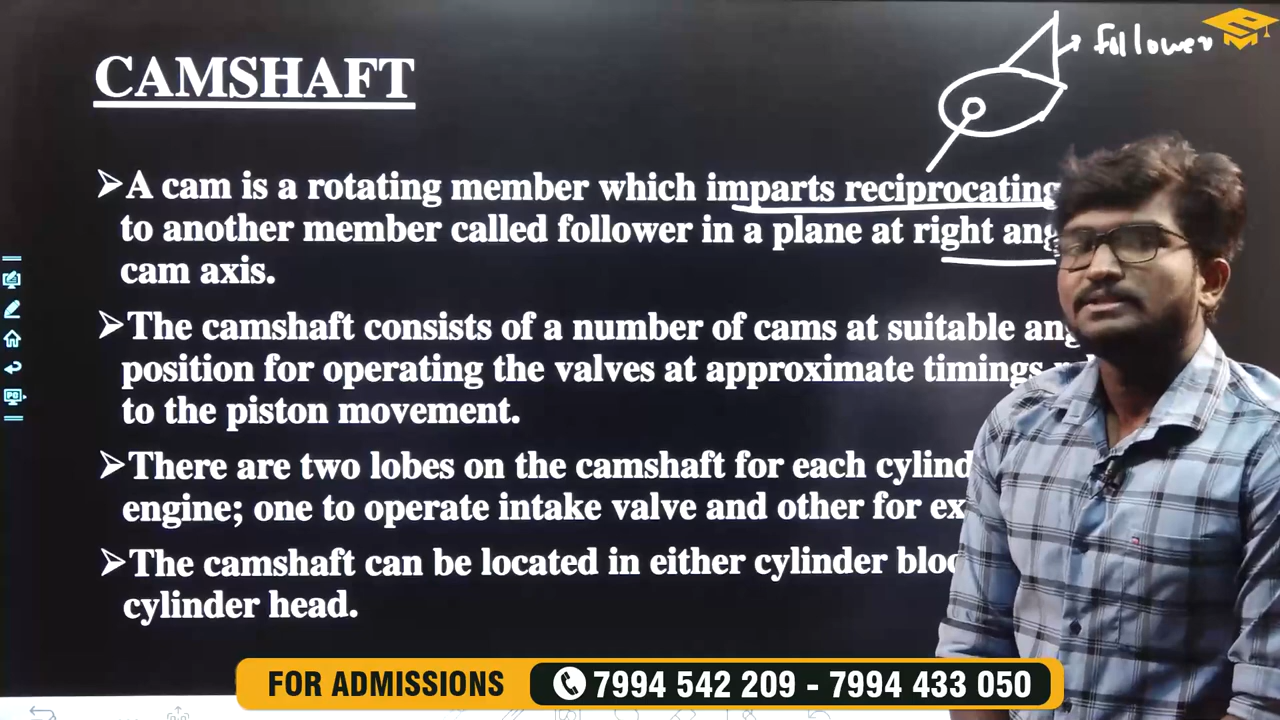 CAMSHAFT
follower
➢A cam is a rotating member which imparts reciprocating
to another member called follower in a plane at right ang
cam axis.
➢The camshaft consists of a number of cams at suitable ang
position for operating the valves at approximate timings
to the piston movement.
➢There are two lobes on the camshaft for each cylind
engine; one to operate intake valve and other for ex
➢The camshaft can be located in either cylinder bloc
cylinder head.
FOR ADMISSIONS 7994 542 209 - 7994 433 050